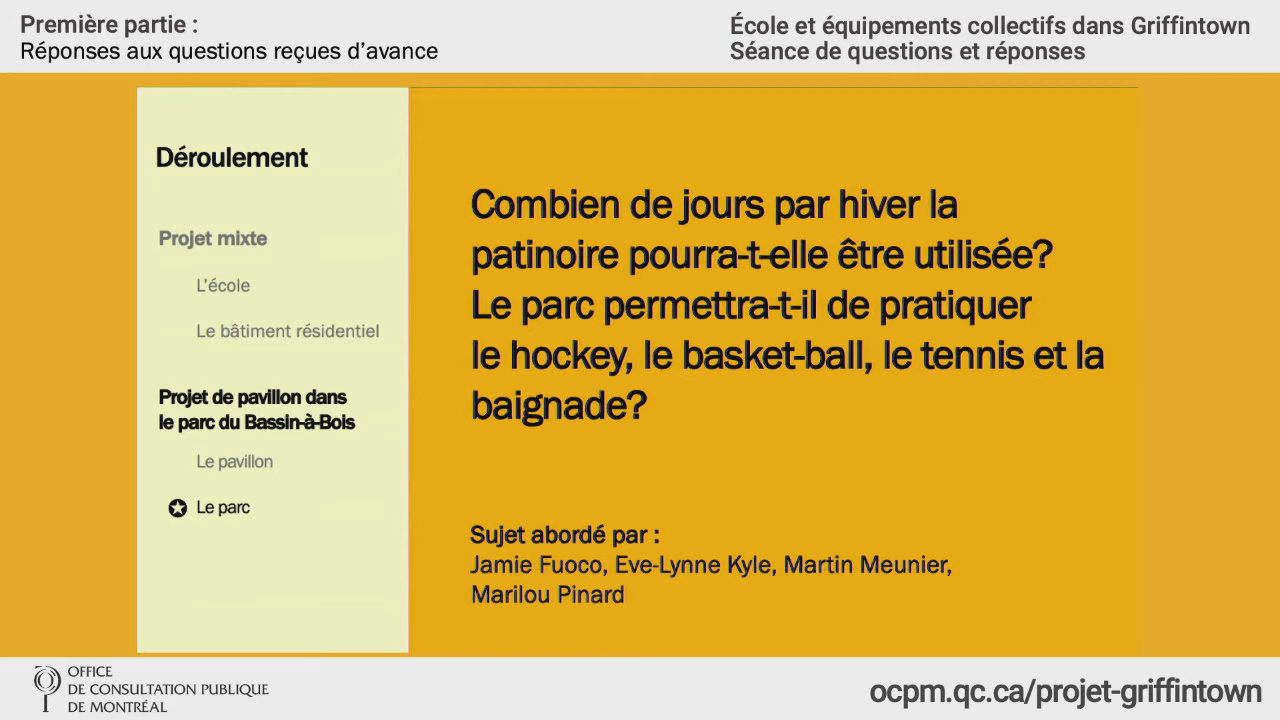 Première partie :
Réponses aux questions reçues d'avance
École et équipements collectifs dans Griffintown
Séance de questions et réponses
Déroulement
Projet mixte
L'école
Le bâtiment résidentiel
Projet de pavillon dans
le parc du Bassin-à-Bois
Le pavillon
Le parc
Combien de jours par hiver la
patinoire pourra-t-elle être utilisée?
Le parc permettra-t-il de pratiquer
le hockey, le basket-ball, le tennis et la
baignade?
Sujet abordé par :
Jamie Fuoco, Eve-Lynne Kyle, Martin Meunier,
Marilou Pinard
OFFICE
DE CONSULTATION PUBLIQUE
DE MONTRÉAL
ocpm.qc.ca/projet-griffintown